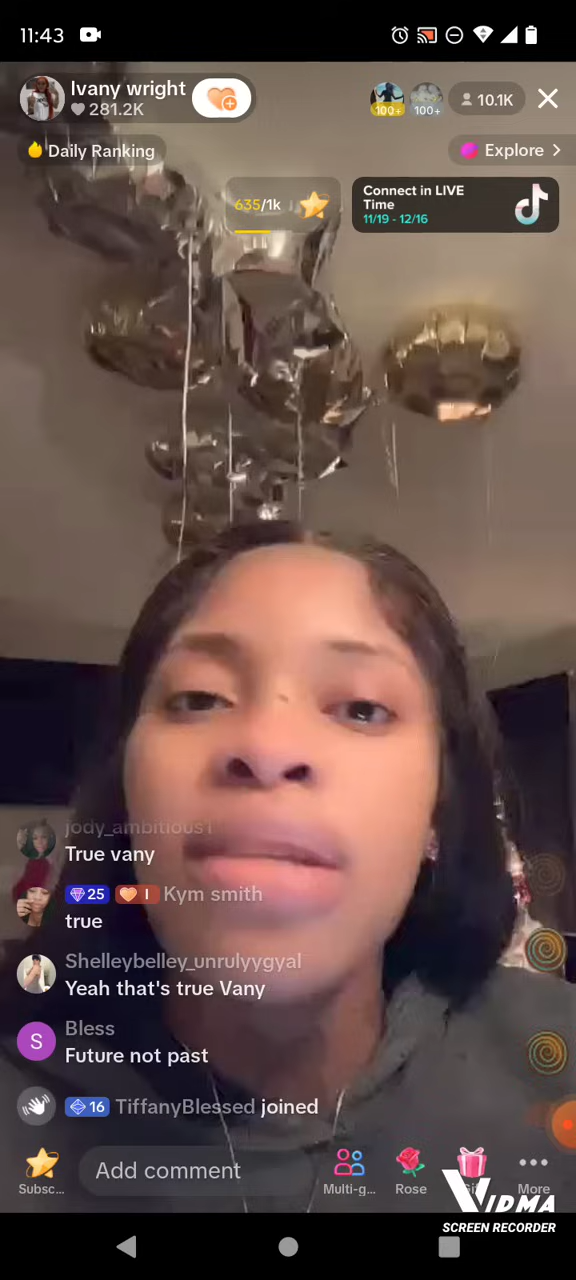 11:43
Ivany wright
281.2K
100+
100+
10.1K
Daily Ranking
Explore
635/1k
Connect in LIVE
Time
11/19 - 12/16
jody_ambitious1
True vany
25 I Kym smith
true
Shelleybelley_unrulyygyal
Yeah that's true Vany
S
Bless
Future not past
16 TiffanyBlessed joined
Add comment
Subsc...
Multi-g...
Rose
More
VIDMA
SCREEN RECORDER